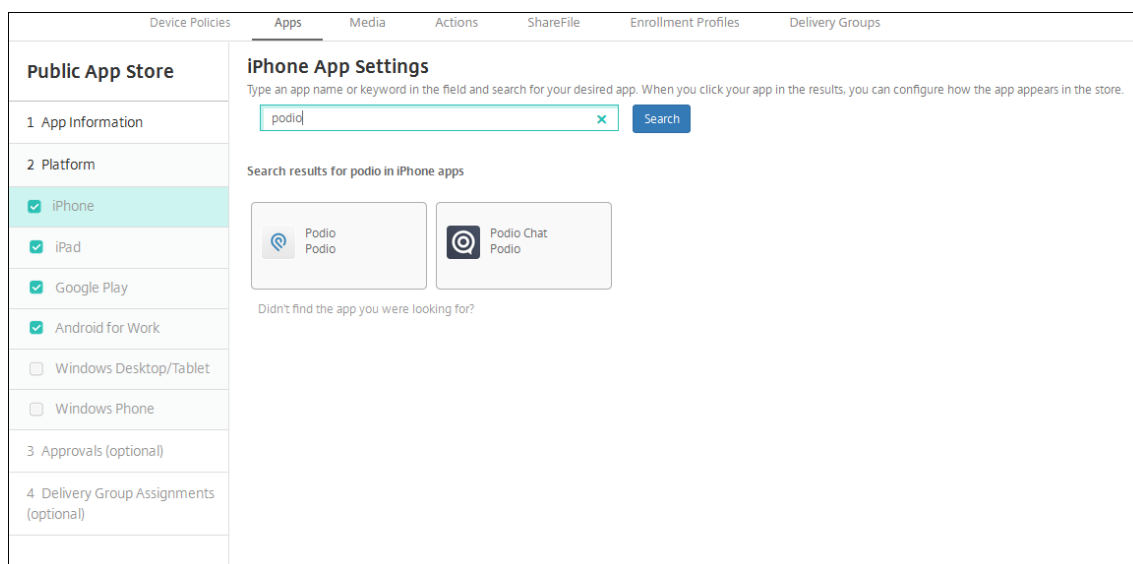 Device Policies Apps Media Actions ShareFile Enrollment Profiles Delivery Groups
Public App Store
1 App Information
2 Platform
iPhone
iPad
Google Play
Android for Work
Windows Desktop/Tablet
Windows Phone
3 Approvals (optional)
4 Delivery Group Assignments
(optional)
iPhone App Settings
Type an app name or keyword in the field and search for your desired app. When you click your app in the results, you can configure how the app appears in the store.
podio
Search
Search results for podio in iPhone apps
Podio
Podio
Podio Chat
Podio
Didn't find the app you were looking for?